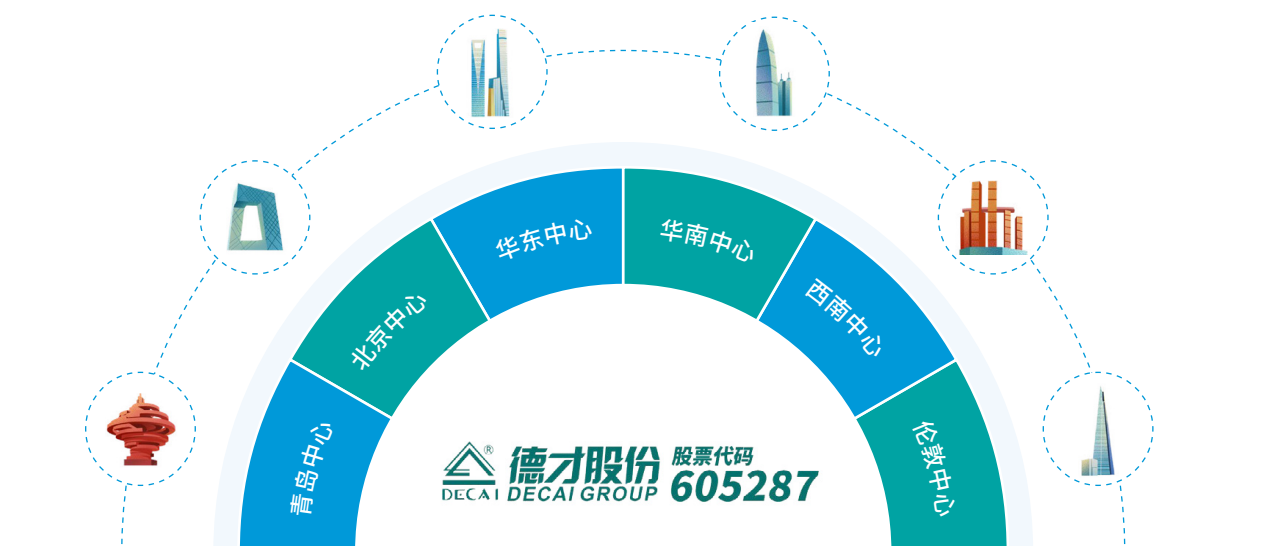 青岛中心
北京中心
华东中心
华南中心
西南中心
伦敦中心
®
DECAI
德才股份
DECAI GROUP
股票代码
605287